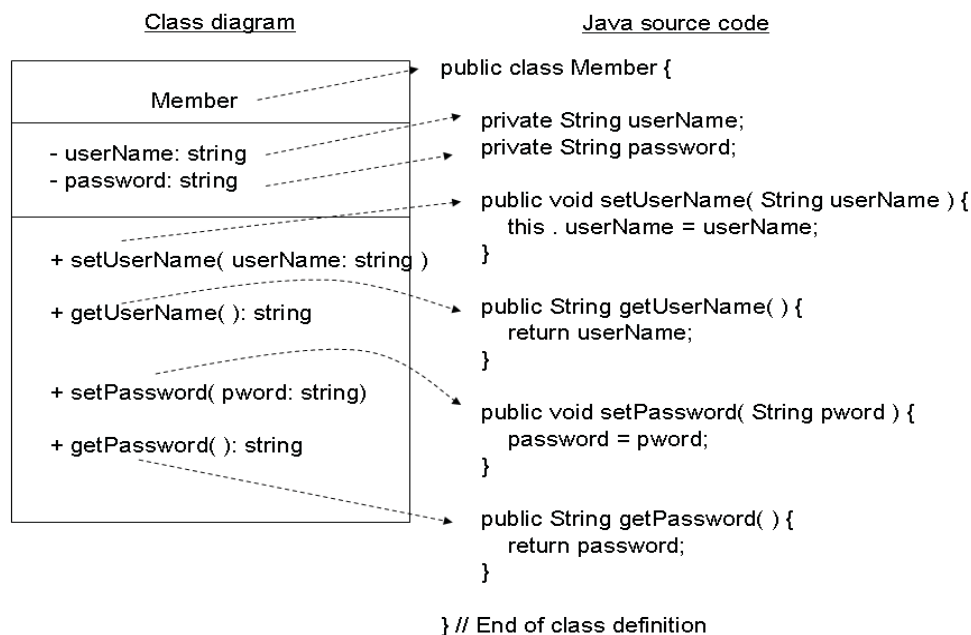 Class diagram
Member
- userName: string
- password: string
+ setUserName( userName: string )
+ getUserName( ): string
+ setPassword( pword: string)
+ getPassword( ): string
Java source code
public class Member {
private String userName;
private String password;
public void setUserName( String userName ) {
this . userName = userName;
}
public String getUserName( ) {
return userName;
}
public void setPassword( String pword ) {
password = pword;
}
public String getPassword( ) {
return password;
}
} // End of class definition